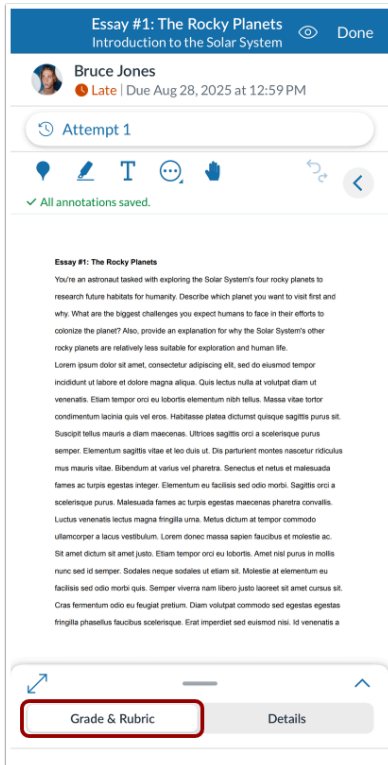 Essay #1: The Rocky Planets
Introduction to the Solar System
Done
Bruce Jones
Late | Due Aug 28, 2025 at 12:59 PM
Attempt 1
T
All annotations saved.
Essay #1: The Rocky Planets
You're an astronaut tasked with exploring the Solar System's four rocky planets to
research future habitats for humanity. Describe which planet you want to visit first and
why. What are the biggest challenges you expect humans to face in their efforts to
colonize the planet? Also, provide an explanation for why the Solar System's other
rocky planets are relatively less suitable for exploration and human life.
Lorem ipsum dolor sit amet, consectetur adipiscing elit, sed do eiusmod tempor
incididunt ut labore et dolore magna aliqua. Quis lectus nulla at volutpat diam ut
venenatis. Etiam tempor orci eu lobortis elementum nibh tellus. Massa vitae tortor
condimentum lacinia quis vel eros. Habitasse platea dictumst quisque sagittis purus sit.
Suscipit tellus mauris a diam maecenas. Ultrices sagittis orci a scelerisque purus
semper. Elementum sagittis vitae et leo duis ut. Dis parturient montes nascetur ridiculus
mus mauris vitae. Bibendum at varius vel pharetra. Senectus et netus et malesuada
fames ac turpis egestas integer. Elementum eu facilisis sed odio morbi. Sagittis orci a
scelerisque purus. Malesuada fames ac turpis egestas maecenas pharetra convallis.
Luctus venenatis lectus magna fringilla urna. Metus dictum at tempor commodo
ullamcorper a lacus vestibulum. Lorem donec massa sapien faucibus et molestie ac.
Sit amet dictum sit amet justo. Etiam tempor orci eu lobortis. Amet nisl purus in mollis
nunc sed id semper. Sodales neque sodales ut etiam sit. Molestie at elementum eu
facilisis sed odio morbi quis. Semper viverra nam libero justo laoreet sit amet cursus sit.
Cras fermentum odio eu feugiat pretium. Diam volutpat commodo sed egestas egestas
fringilla phasellus faucibus scelerisque. Erat imperdiet sed euismod nisi. Id venenatis a
Grade & Rubric
Details